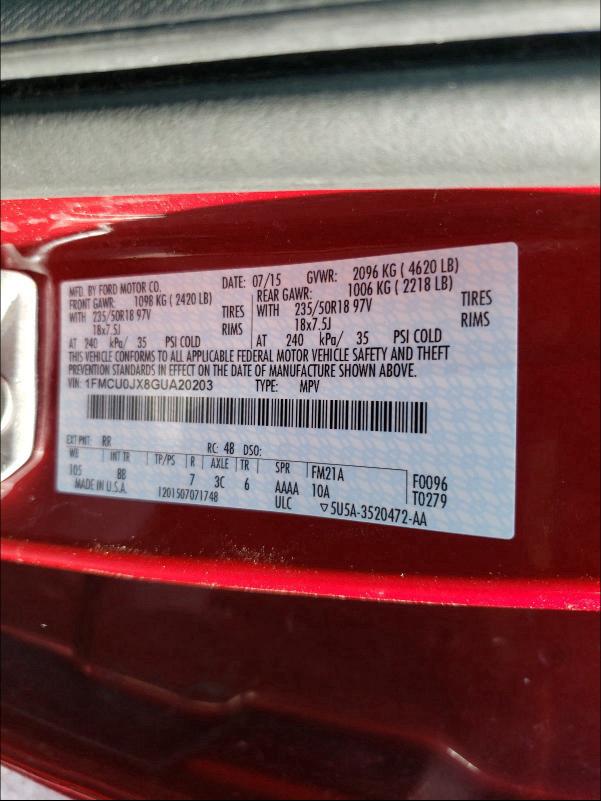 MFD. BY FORD MOTOR CO. DATE: 07/15 GVWR: 2096 KG ( 4620 LB)
FRONT GAWR: 1098 KG ( 2420 LB) REAR GAWR: 1006 KG ( 2218 LB)
WITH 235/50R18 97V TIRES WITH 235/50R18 97V TIRES
18x7.5J RIMS 18x7.5J RIMS
AT 240 kPa/ 35 PSI COLD AT 240 kPa/ 35 PSI COLD
THIS VEHICLE CONFORMS TO ALL APPLICABLE FEDERAL MOTOR VEHICLE SAFETY AND THEFT
PREVENTION STANDARDS IN EFFECT ON THE DATE OF MANUFACTURE SHOWN ABOVE.
VIN: 1FMCU0JX8GUA20203 TYPE: MPV
EXT PNT: RR RC: 48 DSO:
WB INT TR TP/PS R AXLE TR SPR FM21A F0096
105 BB 7 3C 6 AAAA 10A T0279
MADE IN U.S.A. 1201507071748 ULC ▽5U5A-3520472-AA